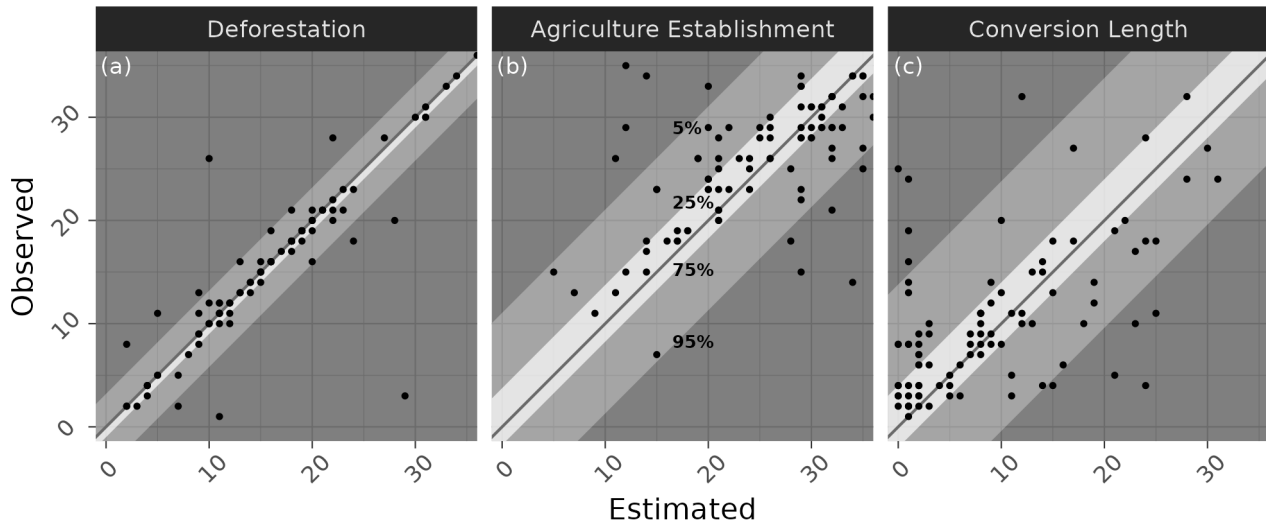 Deforestation Agriculture Establishment Conversion Length
(a) (b) (c)
Observed
30
20
10
0
5%
25%
75%
95%
0 10 20 30 0 10 20 30 0 10 20 30
Estimated